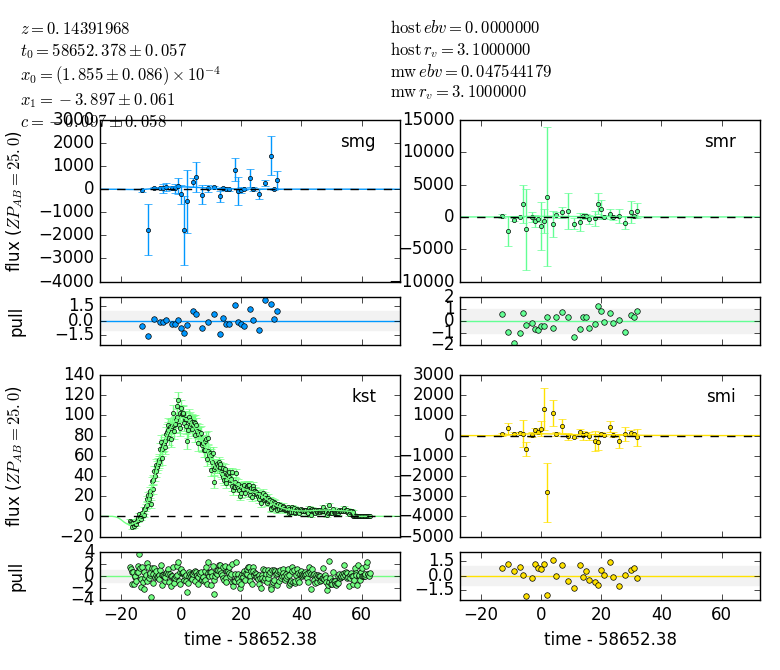 z = 0.14391968
t0 = 58652.378 ± 0.057
x0 = (1.855 ± 0.086) × 10^−4
x1 = −3.897 ± 0.061
c = −0.097 ± 0.058
host ebv = 0.0000000
host rv = 3.1000000
mw ebv = 0.047544179
mw rv = 3.1000000
smg
flux (ZP_AB = 25.0)
3000
2000
1000
0
−1000
−2000
−3000
−4000
smr
15000
10000
5000
0
−5000
−10000
pull
1.5
0.0
−1.5
2
1
0
−1
−2
kst
flux (ZP_AB = 25.0)
140
120
100
80
60
40
20
0
−20
smi
3000
2000
1000
0
−1000
−2000
−3000
−4000
−5000
pull
4
2
0
−2
−4
1.5
0.0
−1.5
−20 0 20 40 60
−20 0 20 40 60
time - 58652.38
time - 58652.38